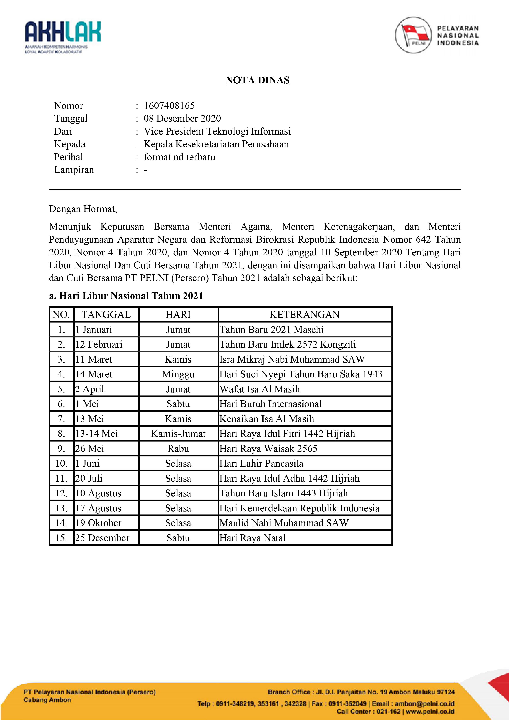 AKHLAK
PELAYARAN
NASIONAL
INDONESIA
PELNI
NOTA DINAS
Nomor : 1607408165
Tanggal : 08 Desember 2020
Dari : Vice President Teknologi Informasi
Kepada : Kepala Kesekretariatan Perusahaan
Perihal : format nd terbaru
Lampiran : -
Dengan Hormat,
Menunjuk Keputusan Bersama Menteri Agama, Menteri Ketenagakerjaan, dan Menteri
Pendayagunaan Aparatur Negara dan Reformasi Birokrasi Republik Indonesia Nomor 642 Tahun
2020, Nomor 4 Tahun 2020, dan Nomor 4 Tahun 2020 tanggal 10 September 2020 Tentang Hari
Libur Nasional Dan Cuti Bersama Tahun 2021, dengan ini disampaikan bahwa Hari Libur Nasional
dan Cuti Bersama PT PELNI (Persero) Tahun 2021 adalah sebagai berikut:
a. Hari Libur Nasional Tahun 2021
NO. TANGGAL HARI KETERANGAN
1. 1 Januari Jumat Tahun Baru 2021 Masehi
2. 12 Februari Jumat Tahun Baru Imlek 2572 Kongzili
3. 11 Maret Kamis Isra Mikraj Nabi Muhammad SAW
4. 14 Maret Minggu Hari Suci Nyepi Tahun Baru Saka 1943
5. 2 April Jumat Wafat Isa Al Masih
6. 1 Mei Sabtu Hari Buruh Internasional
7. 13 Mei Kamis Kenaikan Isa Al Masih
8. 13-14 Mei Kamis-Jumat Hari Raya Idul Fitri 1442 Hijriah
9. 26 Mei Rabu Hari Raya Waisak 2565
10. 1 Juni Selasa Hari Lahir Pancasila
11. 20 Juli Selasa Hari Raya Idul Adha 1442 Hijriah
12. 10 Agustus Selasa Tahun Baru Islam 1443 Hijriah
13. 17 Agustus Selasa Hari Kemerdekaan Republik Indonesia
14. 19 Oktober Selasa Maulid Nabi Muhammad SAW
15. 25 Desember Sabtu Hari Raya Natal
PT Pelayaran Nasional Indonesia (Persero)
Cabang Ambon
Branch Office : Jl. D.I. Panjaitan No. 19 Ambon Maluku 97124
Telp : 0911-348219, 353161 , 342328 | Fax : 0911-352049 | Email : ambon@pelni.co.id
Call Center : 021-162 | www.pelni.co.id